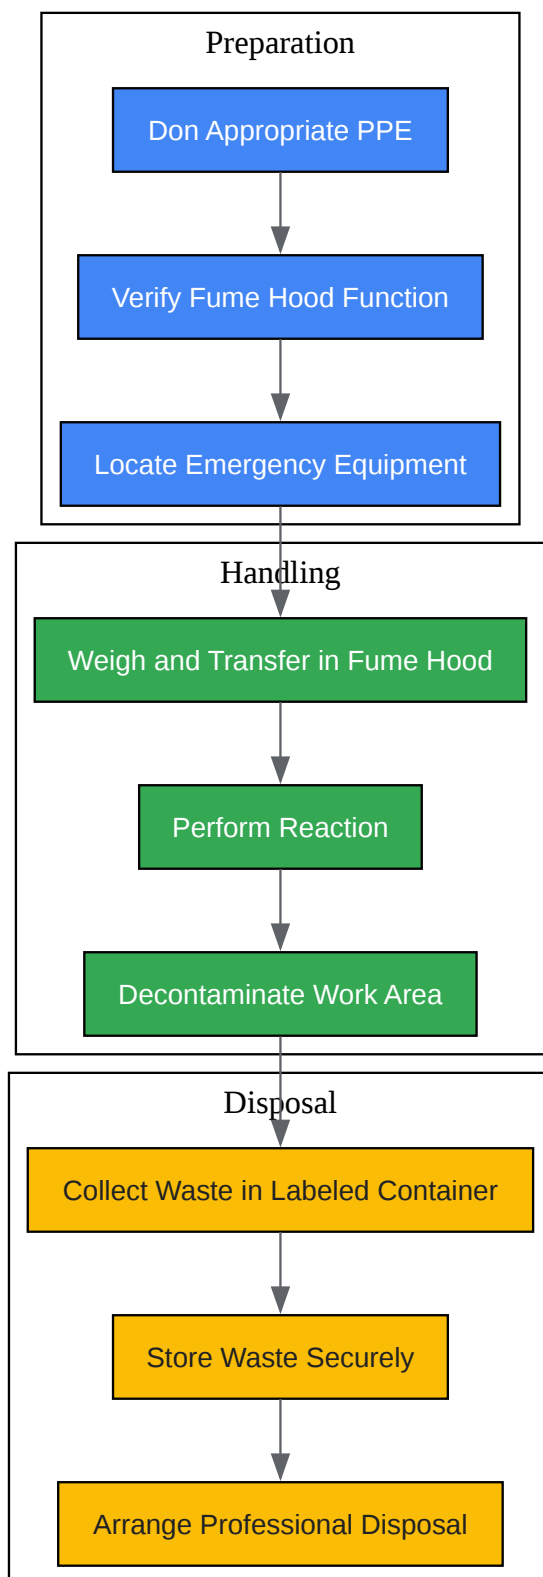 Preparation
Don Appropriate PPE
Verify Fume Hood Function
Locate Emergency Equipment
Handling
Weigh and Transfer in Fume Hood
Perform Reaction
Decontaminate Work Area
Disposal
Collect Waste in Labeled Container
Store Waste Securely
Arrange Professional Disposal